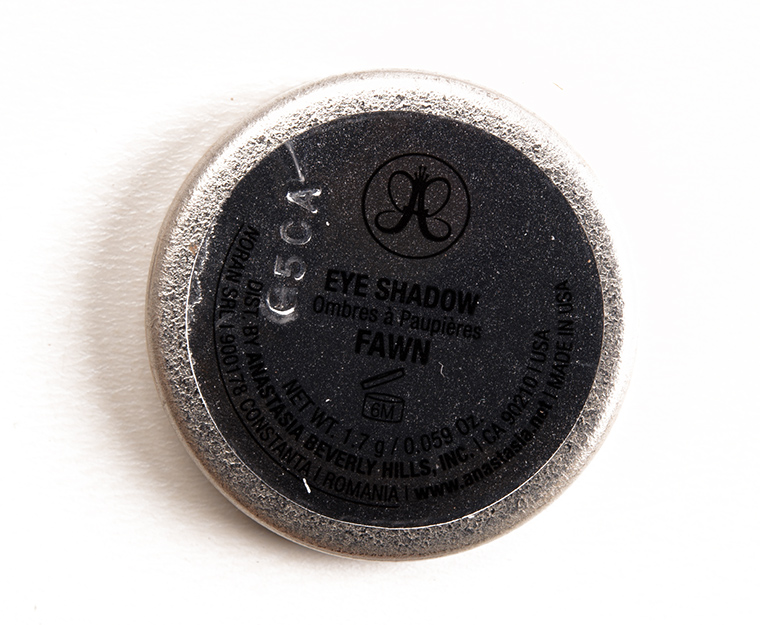 G5CA
EYE SHADOW
Ombres à Paupières
FAWN
6M
NET WT. 1.7 g / 0.059 Oz.
DIST. BY ANASTASIA BEVERLY HILLS, INC. | CA 90210 | USA
NORIAN SRL | 900178 CONSTANTA | ROMANIA | www.anastasia.net | MADE IN USA